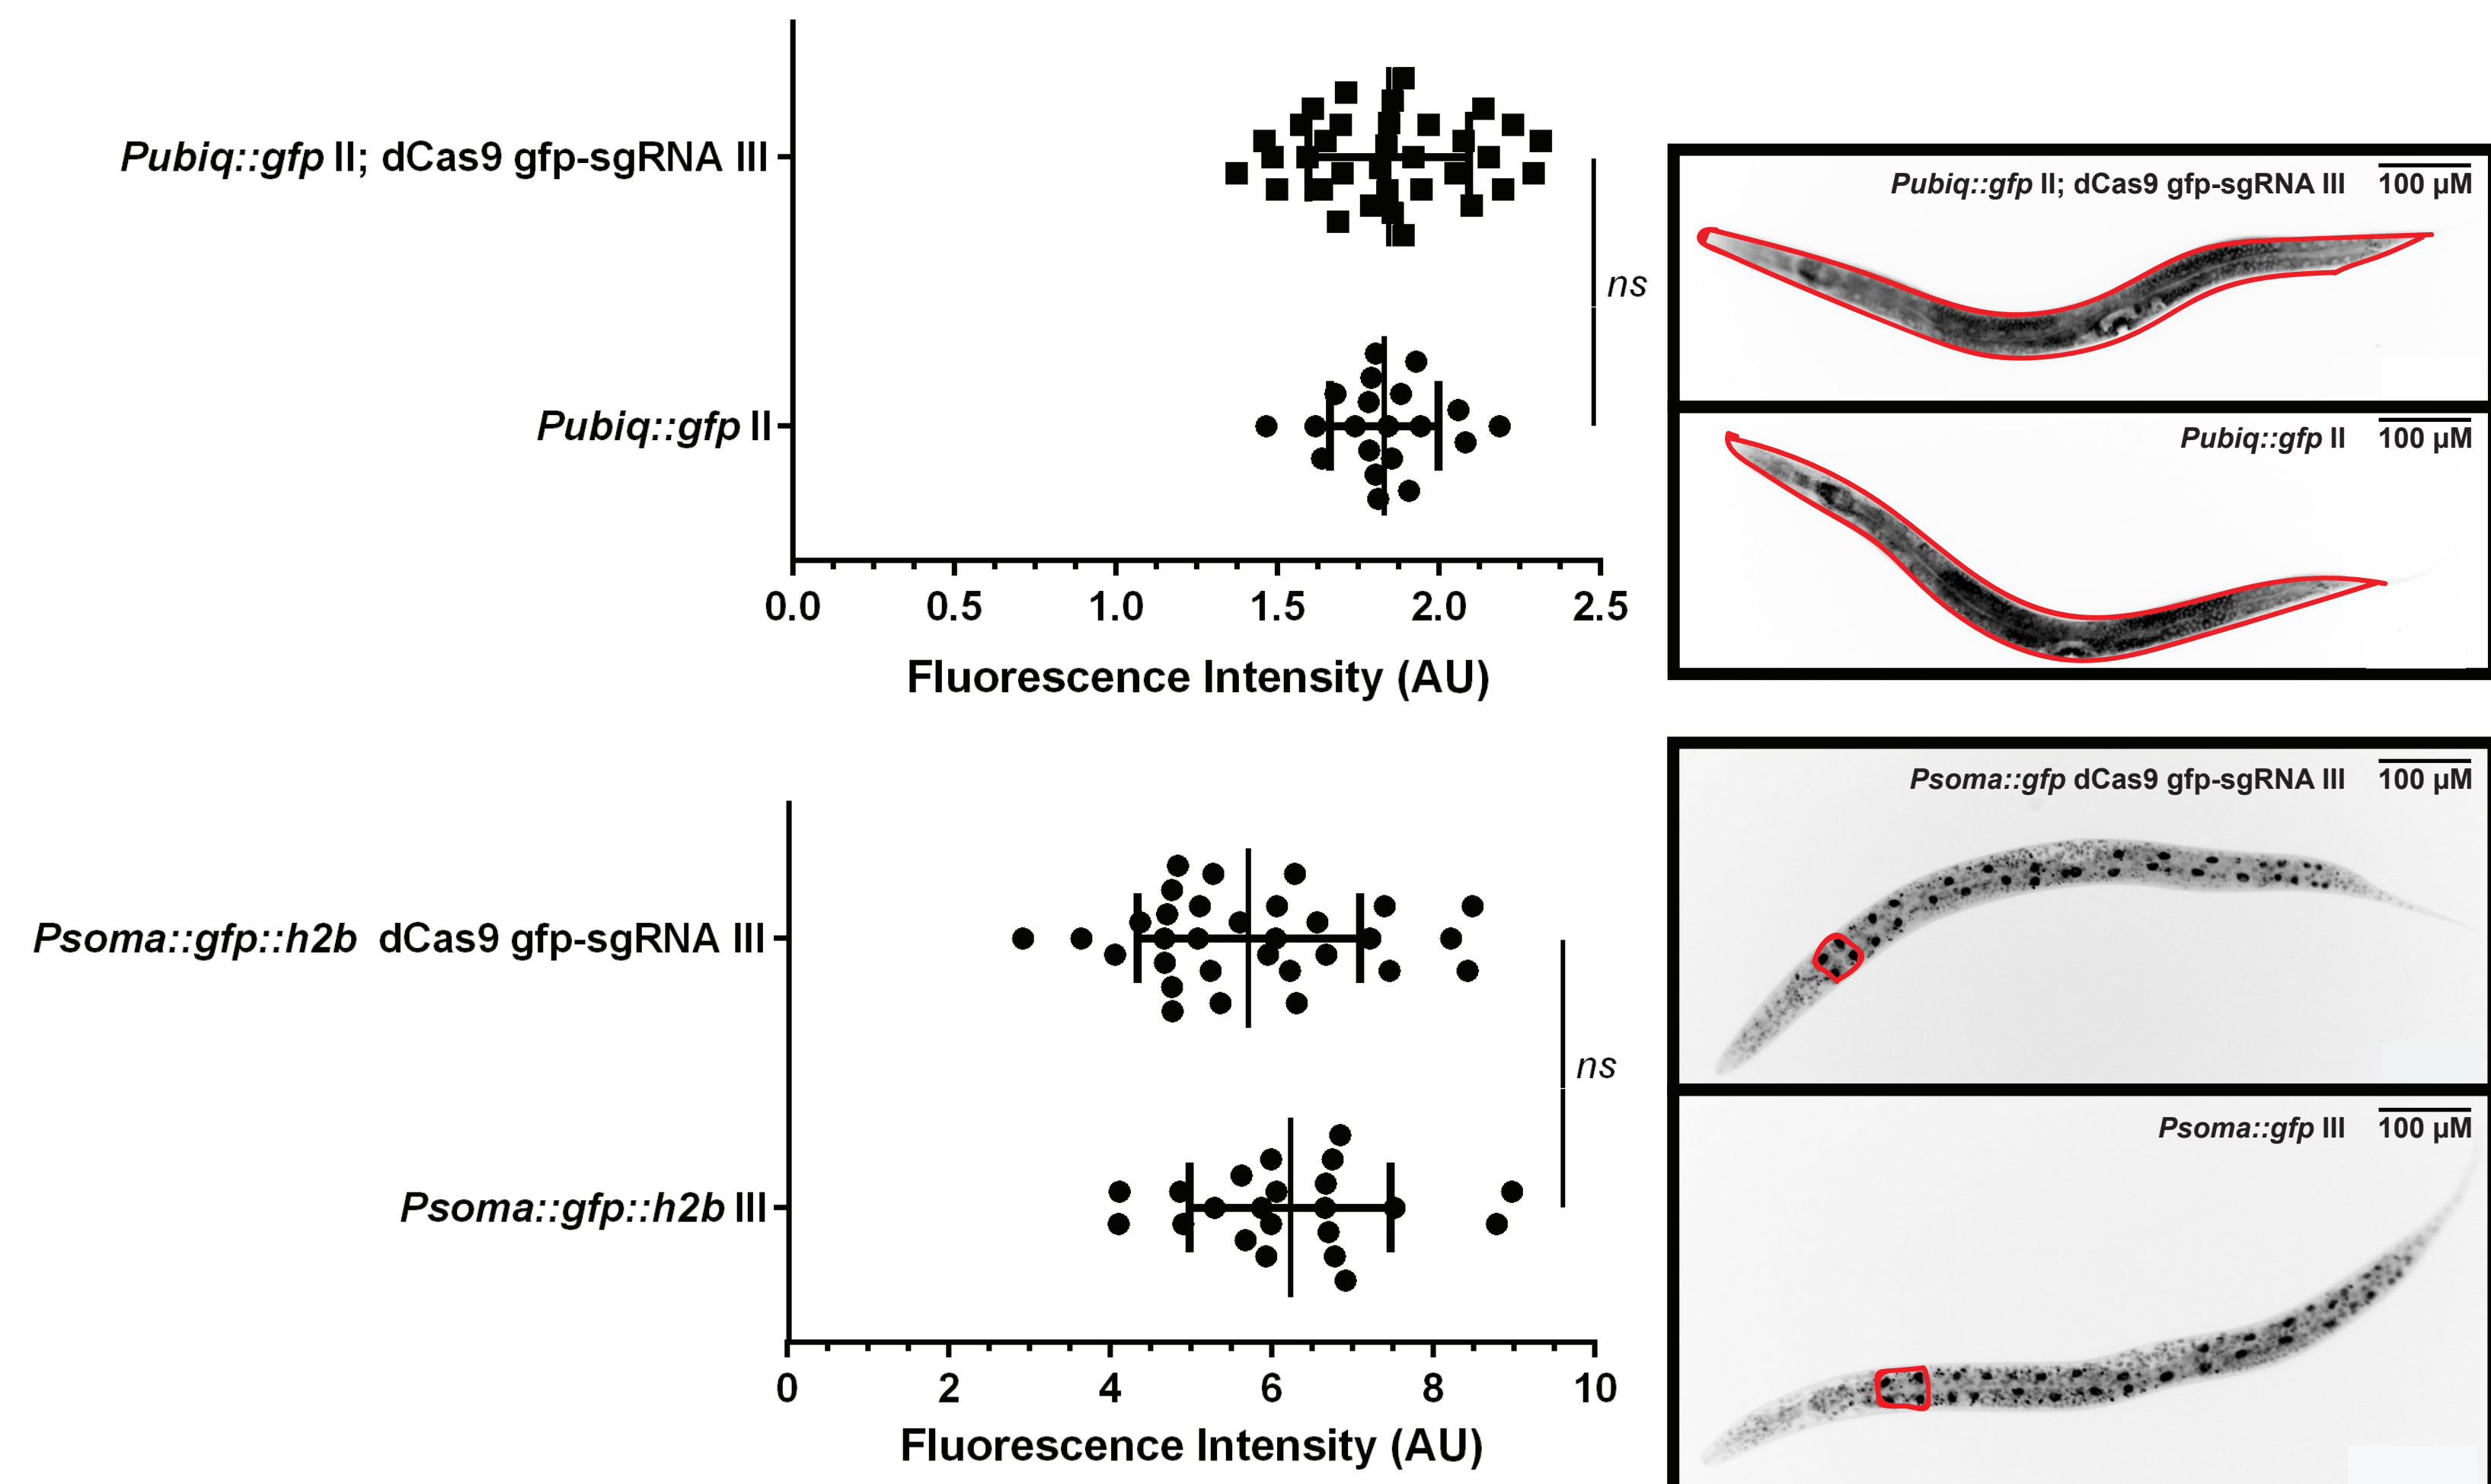 Pubiq::gfp II; dCas9 gfp-sgRNA III
ns
Pubiq::gfp II
0.0 0.5 1.0 1.5 2.0 2.5
Fluorescence Intensity (AU)
Pubiq::gfp II; dCas9 gfp-sgRNA III 100 µM
Pubiq::gfp II 100 µM
Psoma::gfp::h2b dCas9 gfp-sgRNA III
ns
Psoma::gfp::h2b III
0 2 4 6 8 10
Fluorescence Intensity (AU)
Psoma::gfp dCas9 gfp-sgRNA III 100 µM
Psoma::gfp III 100 µM